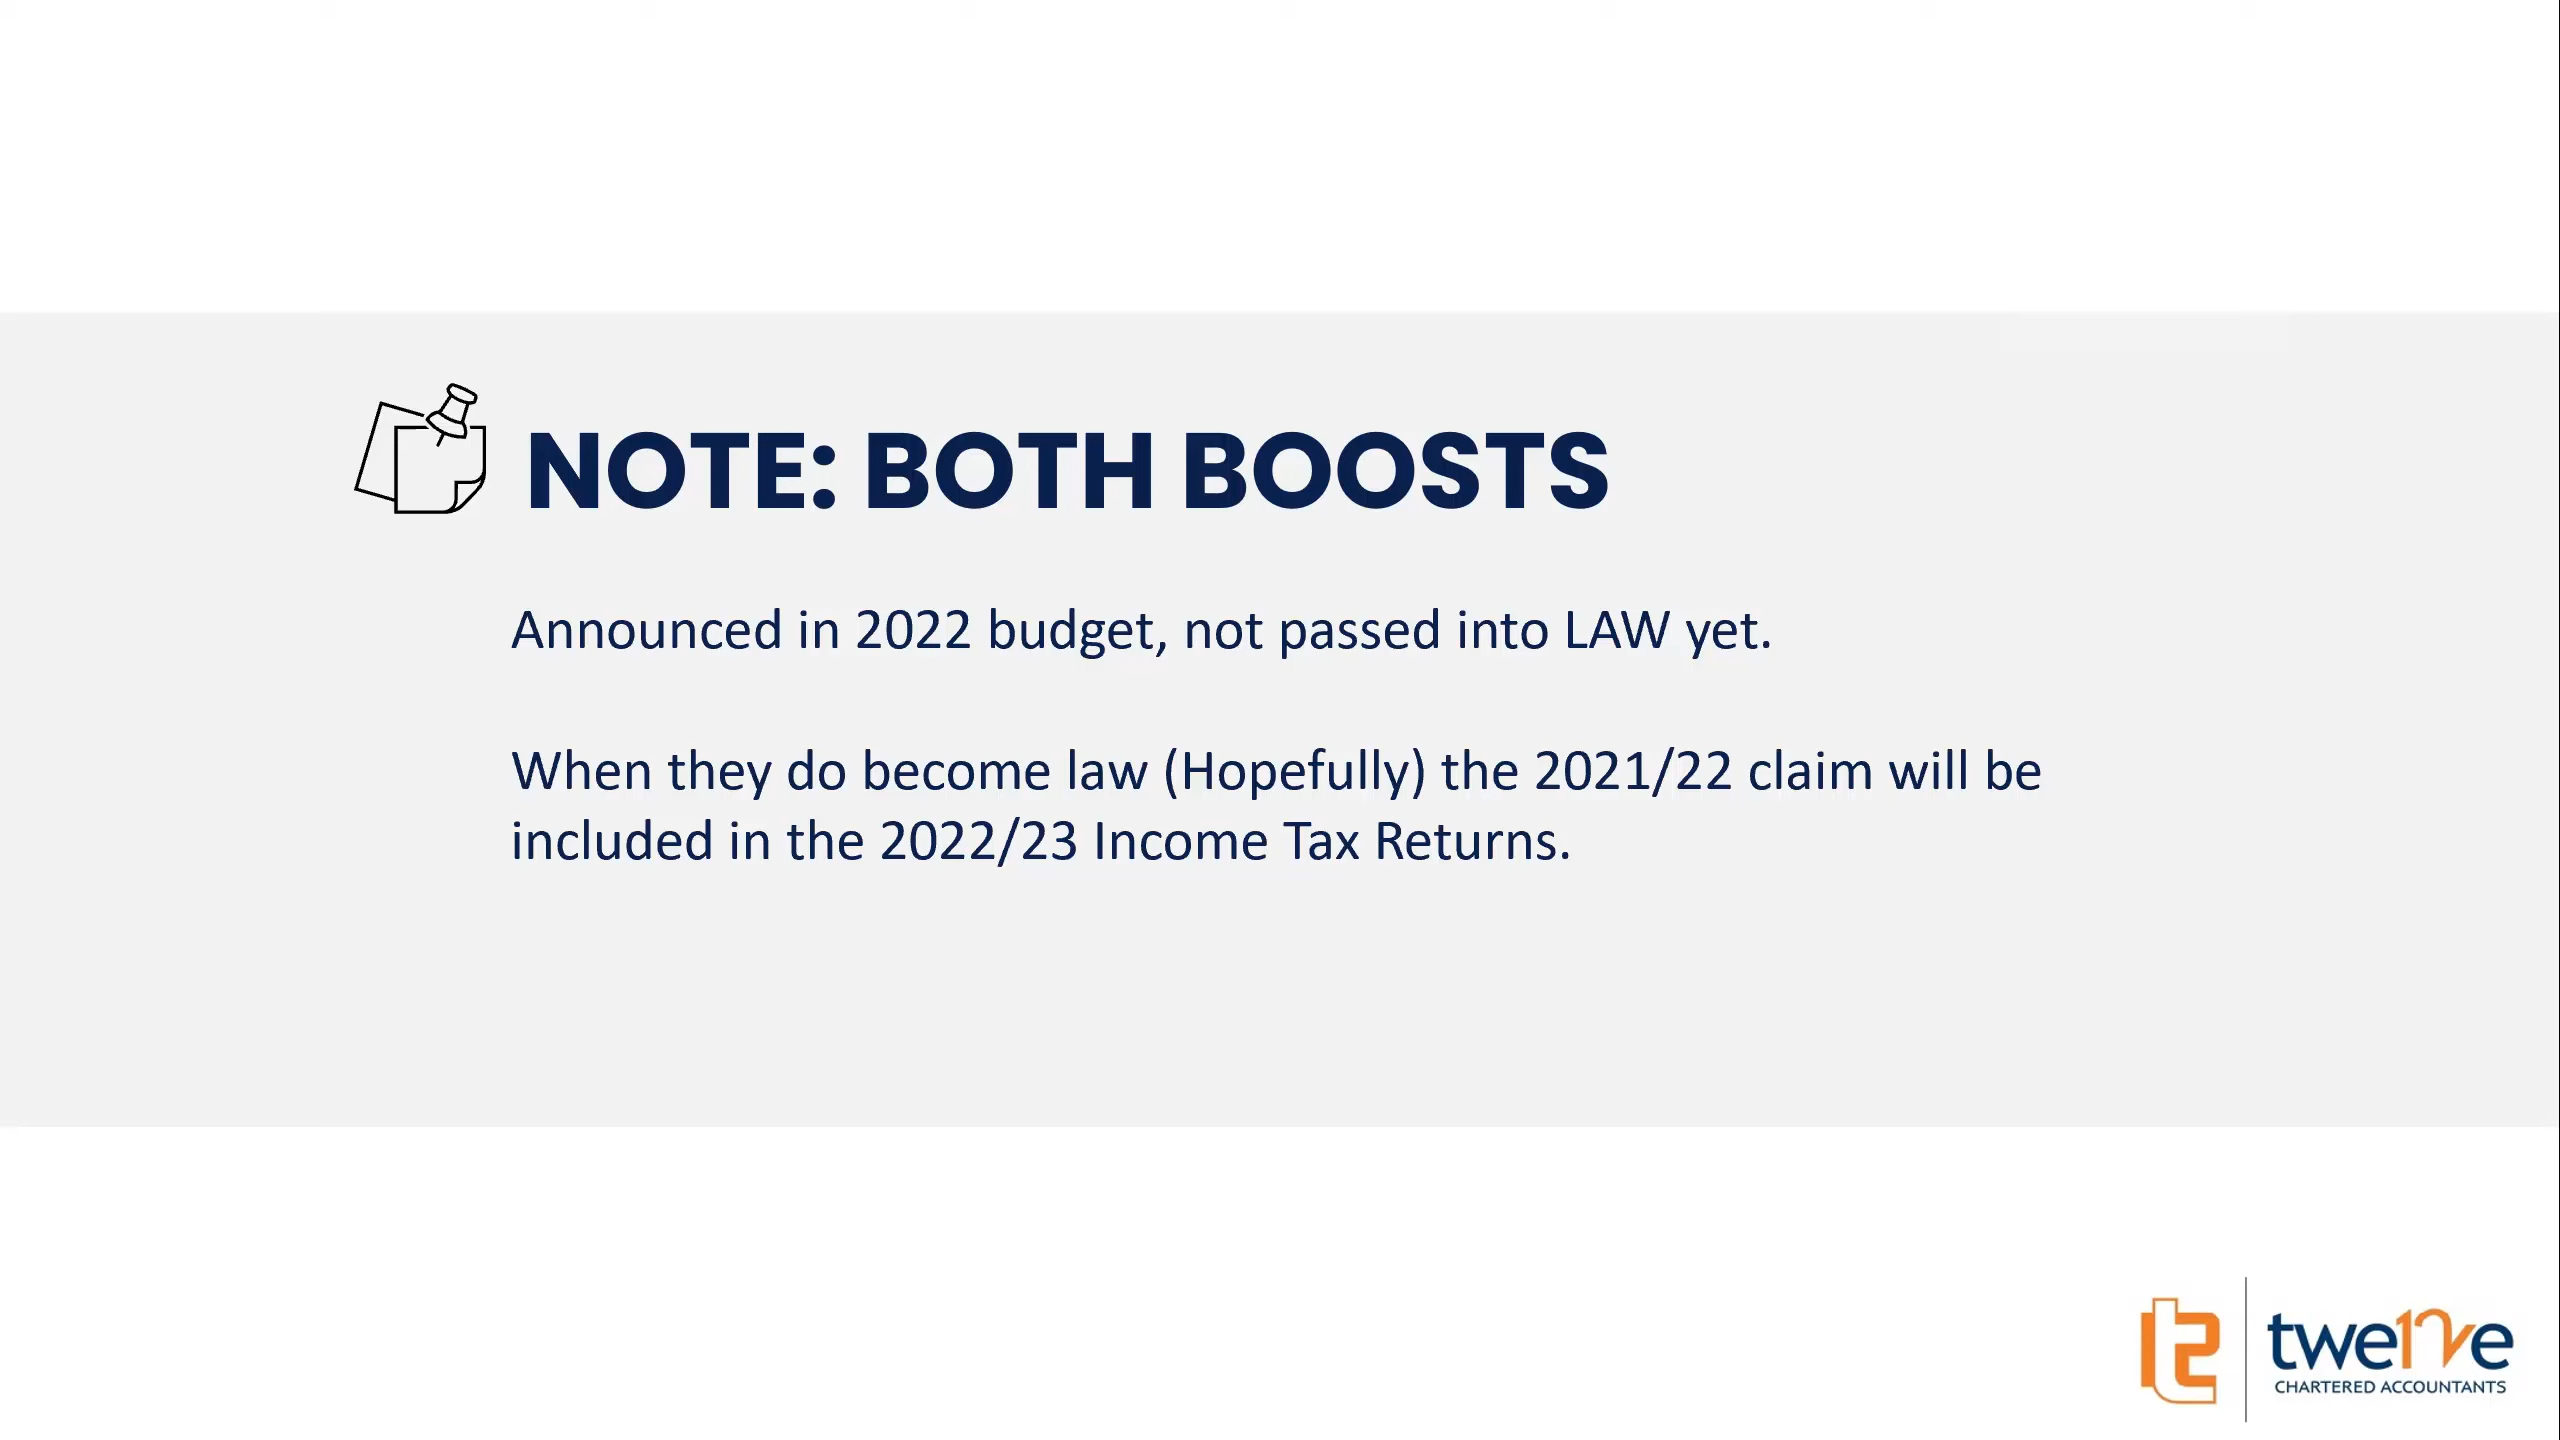 NOTE: BOTH BOOSTS
Announced in 2022 budget, not passed into LAW yet.
When they do become law (Hopefully) the 2021/22 claim will be
included in the 2022/23 Income Tax Returns.
twe12ve
CHARTERED ACCOUNTANTS